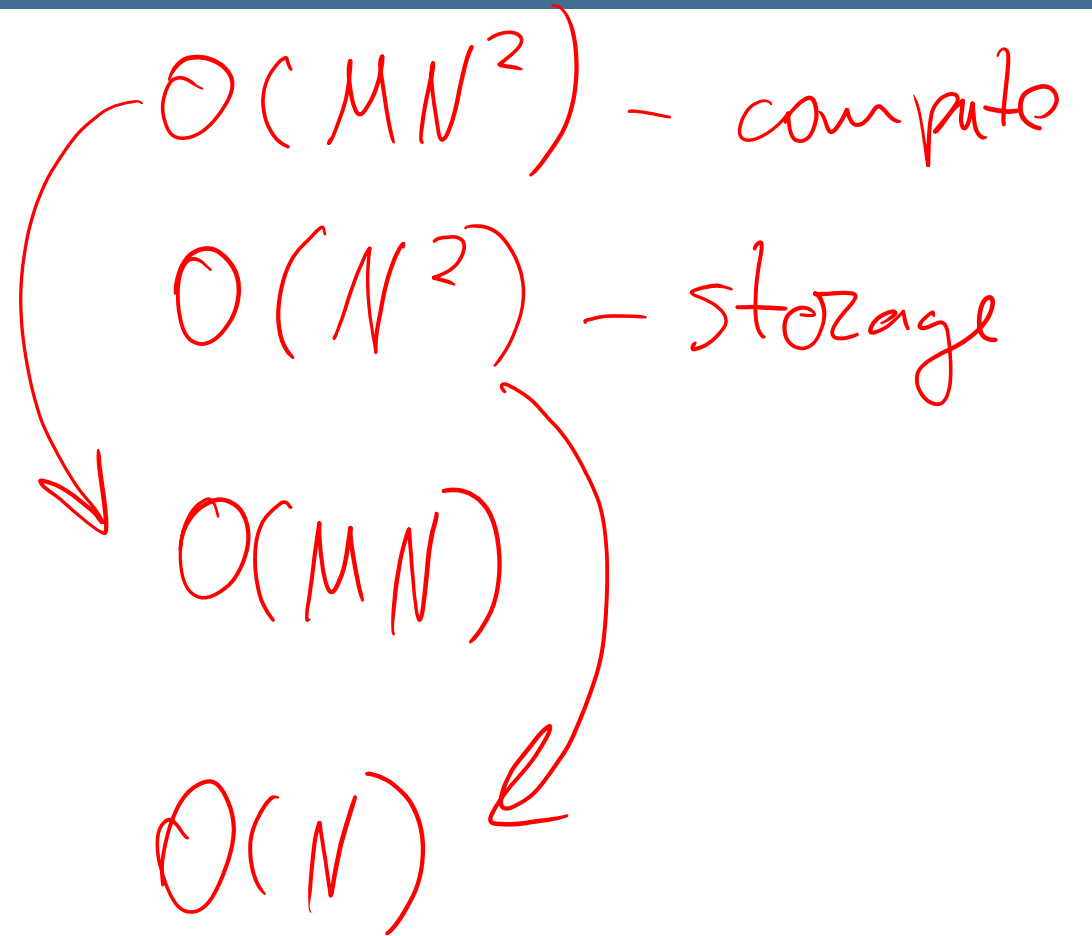 O(MN²) - compute
O(N²) - storage
O(MN)
O(N)